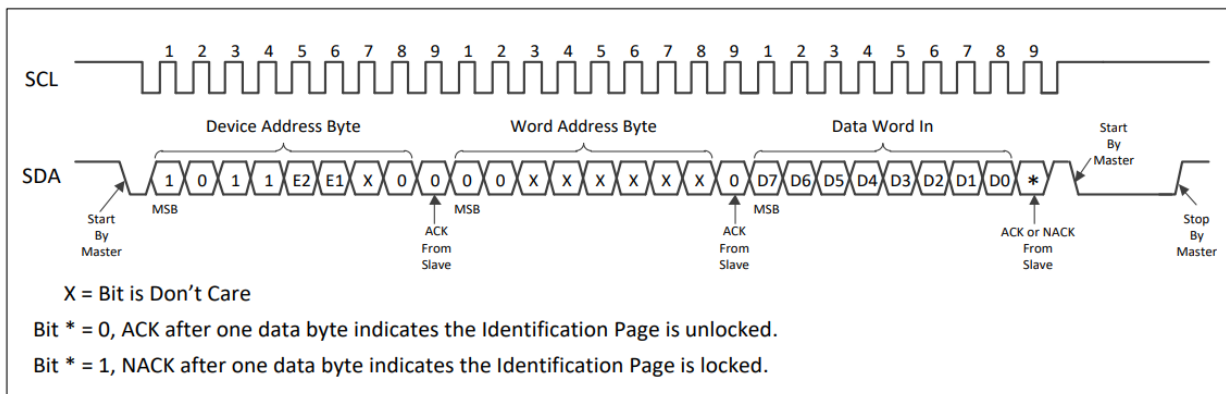 1 2 3 4 5 6 7 8 9 1 2 3 4 5 6 7 8 9 1 2 3 4 5 6 7 8 9
SCL
Device Address Byte Word Address Byte Data Word In
Start
By
Master
SDA
1 0 1 1 E2 E1 X 0 0 0 0 X X X X X X 0 D7 D6 D5 D4 D3 D2 D1 D0 *
MSB MSB MSB
Start
By
Master
ACK
From
Slave
ACK
From
Slave
ACK or NACK
From
Slave
Stop
By
Master
X = Bit is Don’t Care
Bit * = 0, ACK after one data byte indicates the Identification Page is unlocked.
Bit * = 1, NACK after one data byte indicates the Identification Page is locked.